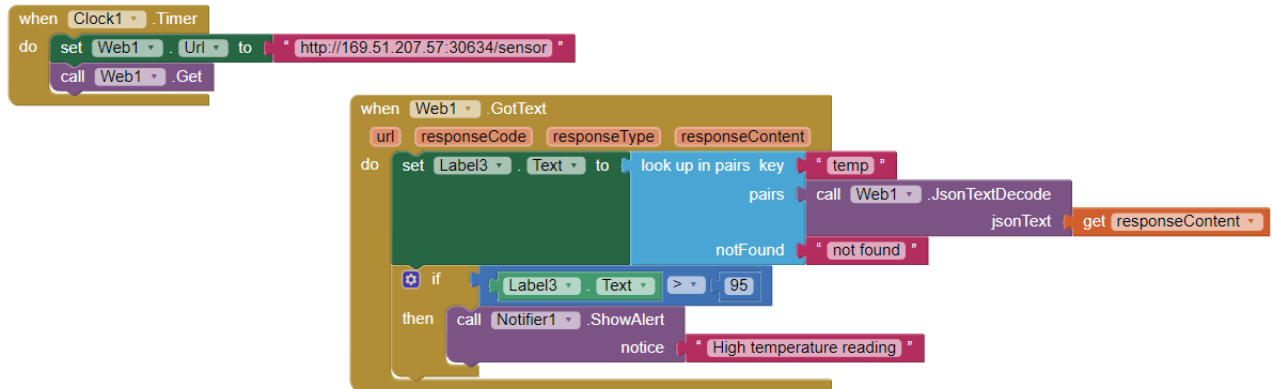 when Clock1 .Timer
do set Web1 . Url to " http://169.51.207.57:30634/sensor "
call Web1 .Get
when Web1 .GotText
url responseCode responseType responseContent
do set Label3 . Text to look up in pairs key " temp "
pairs call Web1 .JsonTextDecode
jsonText get responseContent
notFound " not found "
if Label3 . Text > 95
then call Notifier1 .ShowAlert
notice " High temperature reading "